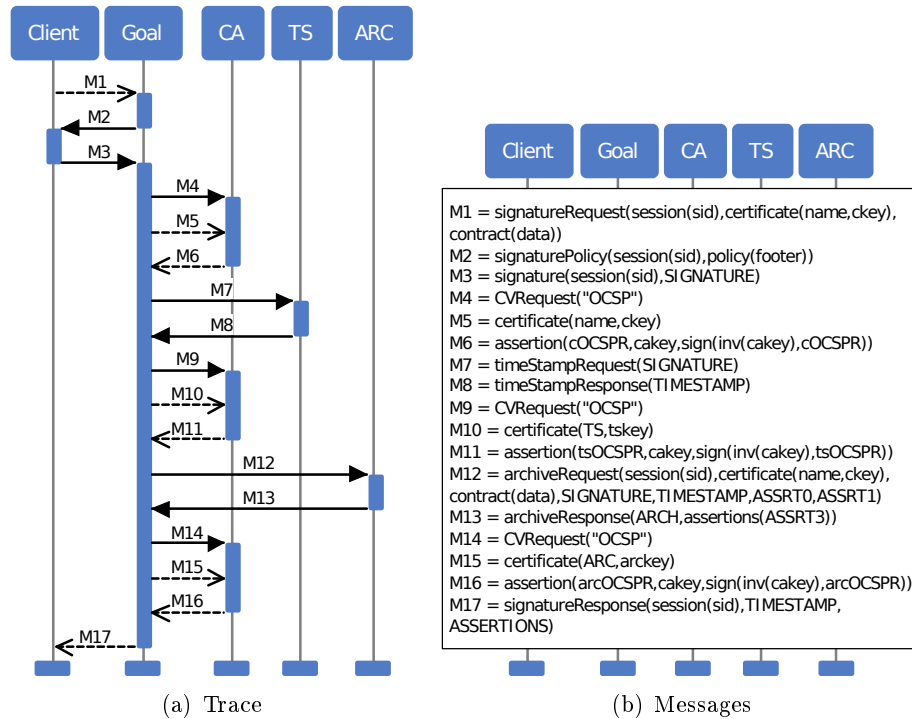 Client Goal CA TS ARC
M1
M2
M3
M4
M5
M6
M7
M8
M9
M10
M11
M12
M13
M14
M15
M16
M17
(a) Trace
Client Goal CA TS ARC
M1 = signatureRequest(session(sid),certificate(name,ckey),
contract(data))
M2 = signaturePolicy(session(sid),policy(footer))
M3 = signature(session(sid),SIGNATURE)
M4 = CVRequest("OCSP")
M5 = certificate(name,ckey)
M6 = assertion(cOCSPR,cakey,sign(inv(cakey),cOCSPR))
M7 = timeStampRequest(SIGNATURE)
M8 = timeStampResponse(TIMESTAMP)
M9 = CVRequest("OCSP")
M10 = certificate(TS,tskey)
M11 = assertion(tsOCSPR,cakey,sign(inv(cakey),tsOCSPR))
M12 = archiveRequest(session(sid),certificate(name,ckey),
contract(data),SIGNATURE,TIMESTAMP,ASSRT0,ASSRT1)
M13 = archiveResponse(ARCH,assertions(ASSRT3))
M14 = CVRequest("OCSP")
M15 = certificate(ARC,arckey)
M16 = assertion(arcOCSPR,cakey,sign(inv(cakey),arcOCSPR))
M17 = signatureResponse(session(sid),TIMESTAMP,
ASSERTIONS)
(b) Messages